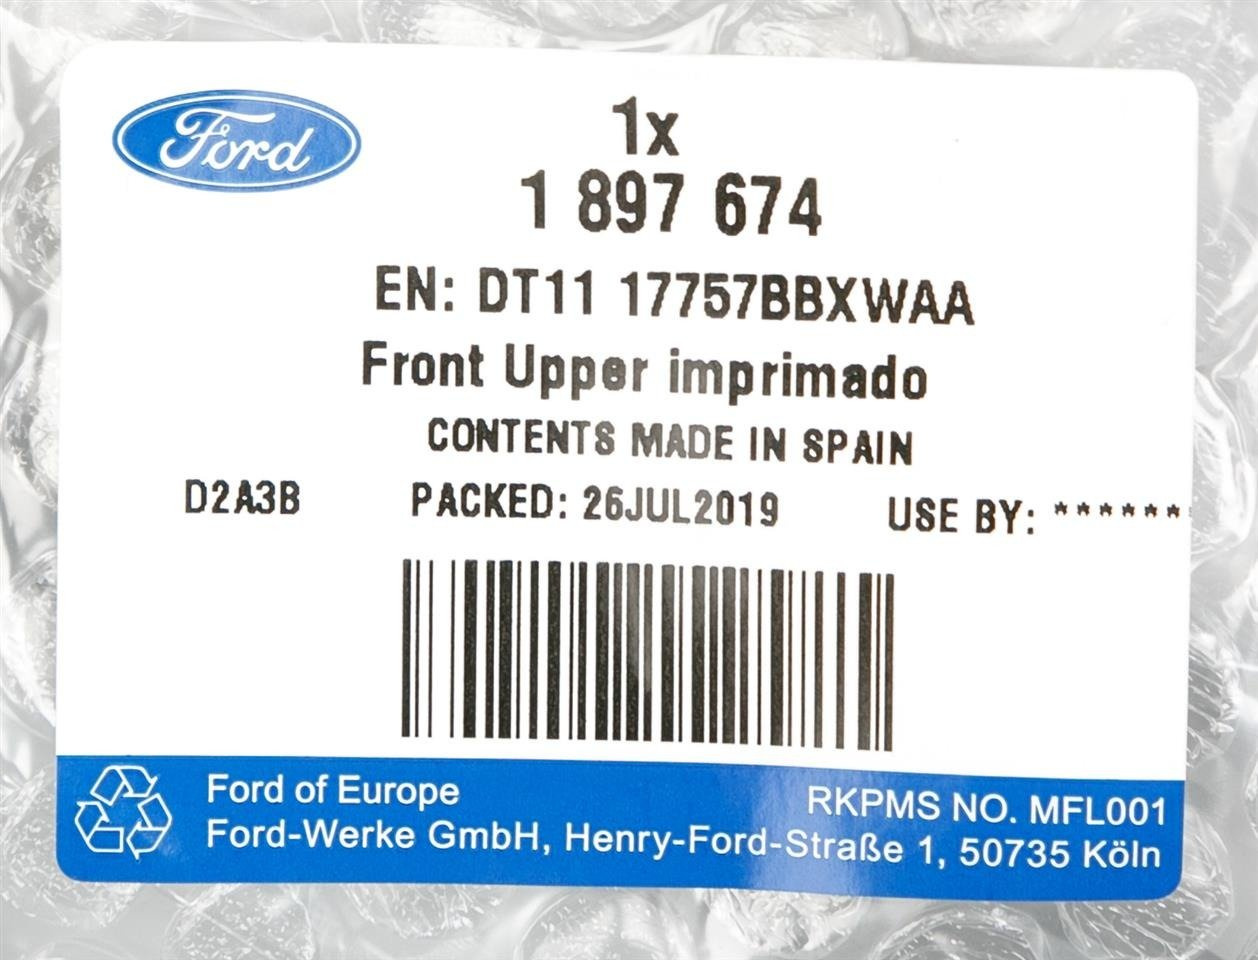 Ford
1x
1 897 674
EN: DT11 17757BBXWAA
Front Upper imprimado
CONTENTS MADE IN SPAIN
D2A3B PACKED: 26JUL2019 USE BY: *******
Ford of Europe RKPMS NO. MFL001
Ford-Werke GmbH, Henry-Ford-Straße 1, 50735 Köln